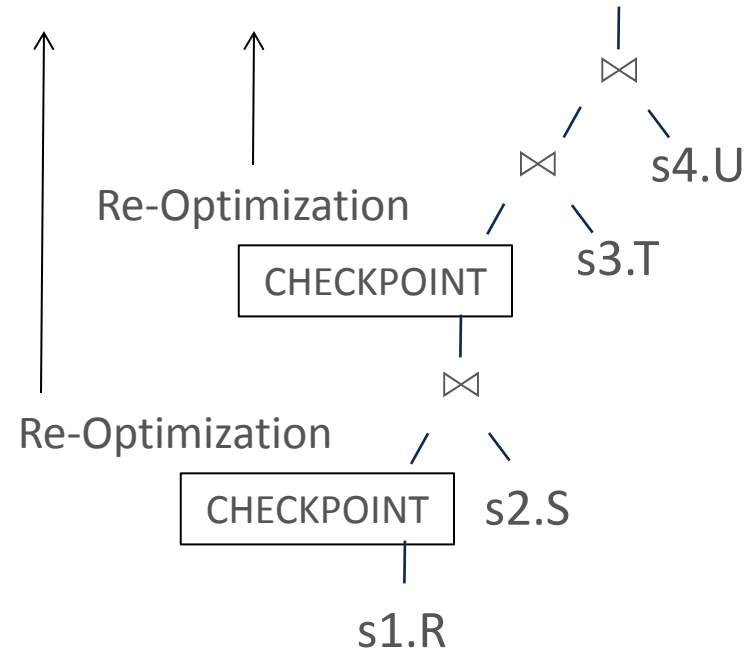 s4.U
Re-Optimization
s3.T
CHECKPOINT
Re-Optimization
CHECKPOINT
s2.S
s1.R